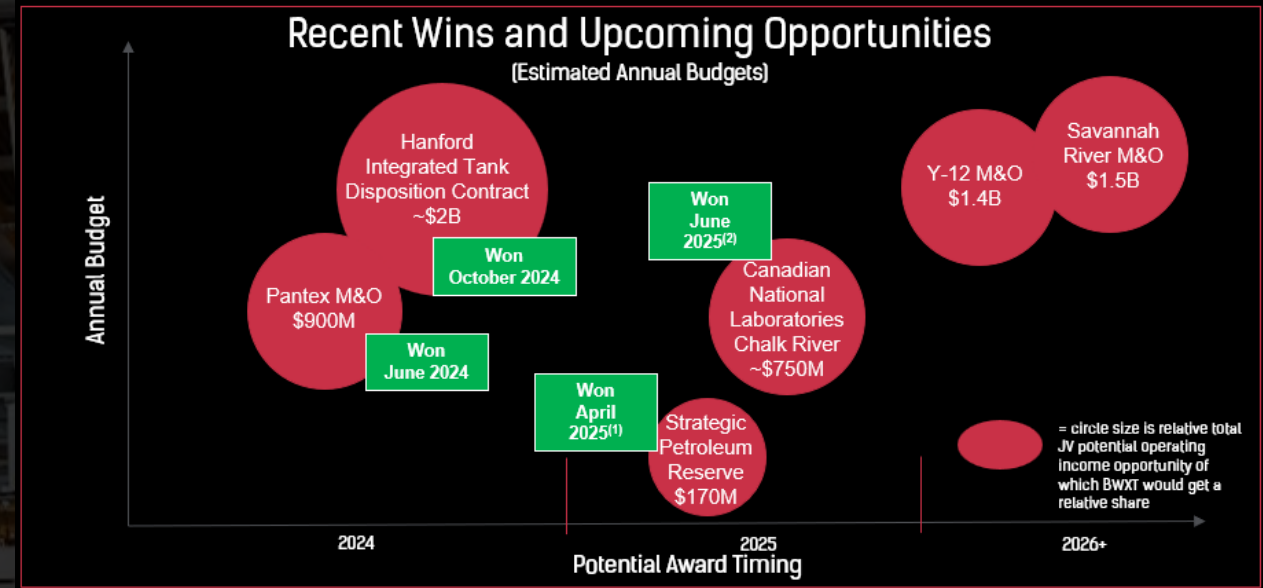 Recent Wins and Upcoming Opportunities
(Estimated Annual Budgets)
Annual Budget
Hanford
Integrated Tank
Disposition Contract
~$2B
Won
October 2024
Pantex M&O
$900M
Won
June 2024
Won
April
2025(1)
Strategic
Petroleum
Reserve
$170M
Won
June
2025(2)
Canadian
National
Laboratories
Chalk River
~$750M
Y-12 M&O
$1.4B
Savannah
River M&O
$1.5B
= circle size is relative total
JV potential operating
income opportunity of
which BWXT would get a
relative share
2024
2025
2026+
Potential Award Timing